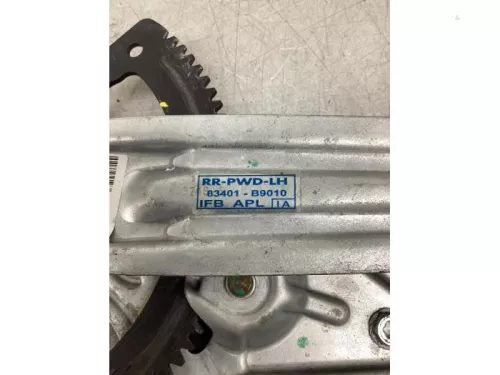 RR-PWD-LH
83401 - B9010
IFB APL IA